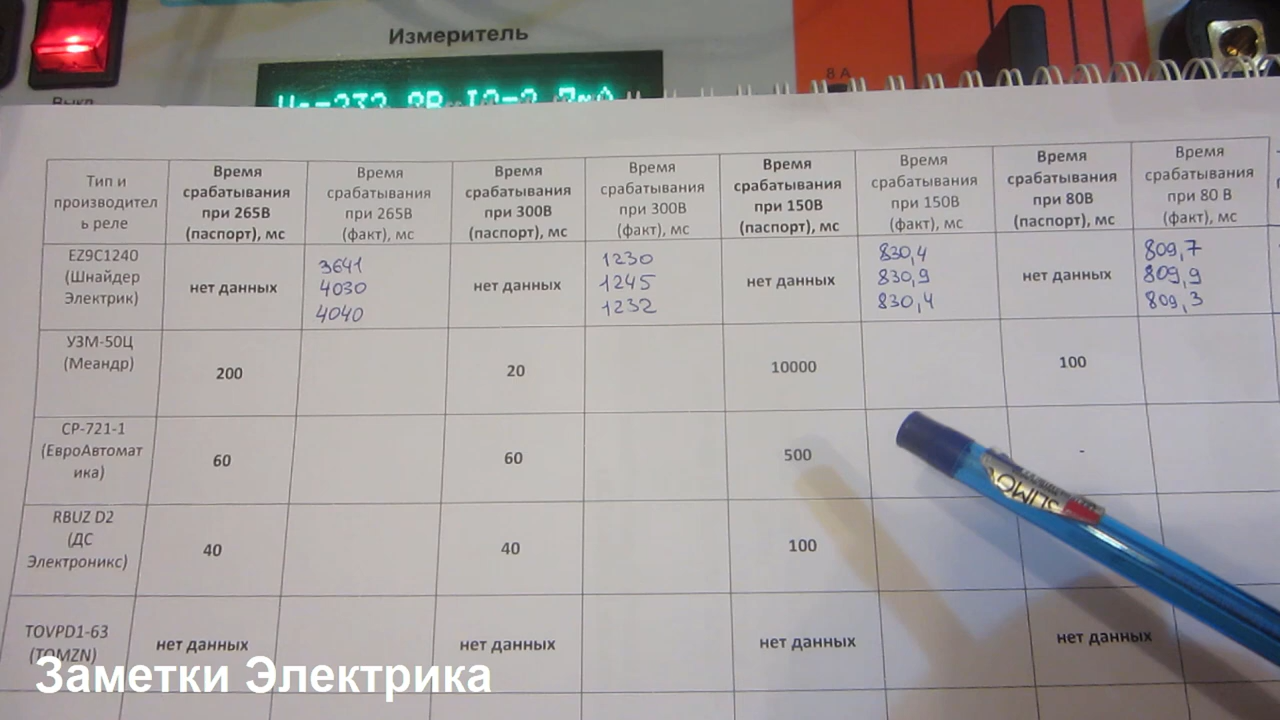 Измеритель
8 А
Выкл
Тип и
производител
ь реле
Время
срабатывания
при 265В
(паспорт), мс
Время
срабатывания
при 265В
(факт), мс
Время
срабатывания
при 300В
(паспорт), мс
Время
срабатывания
при 300В
(факт), мс
Время
срабатывания
при 150В
(паспорт), мс
Время
срабатывания
при 150В
(факт), мс
Время
срабатывания
при 80В
(паспорт), мс
Время
срабатывания
при 80 В
(факт), мс
EZ9C1240
(Шнайдер
Электрик)
нет данных
3641
4030
4040
нет данных
1230
1245
1232
нет данных
830,4
830,9
830,4
нет данных
809,7
809,9
809,3
УЗМ-50Ц
(Меандр)
200
20
10000
100
СР-721-1
(ЕвроАвтомат
ика)
60
60
500
-
RBUZ D2
(ДС
Электроникс)
40
40
100
TOVPD1-63
(TOMZN)
нет данных
нет данных
нет данных
нет данных
Заметки Электрика